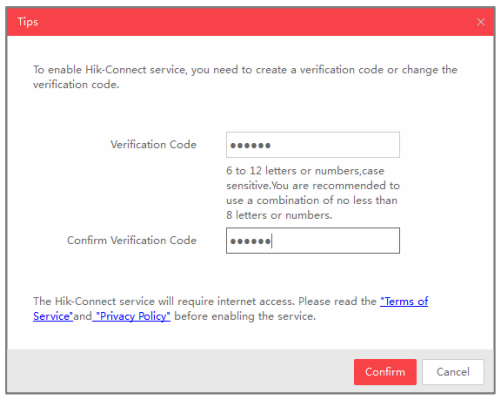 Tips
To enable Hik-Connect service, you need to create a verification code or change the
verification code.
Verification Code
6 to 12 letters or numbers,case
sensitive.You are recommended to
use a combination of no less than
8 letters or numbers.
Confirm Verification Code
The Hik-Connect service will require internet access. Please read the "Terms of
Service"and "Privacy Policy" before enabling the service.
Confirm Cancel